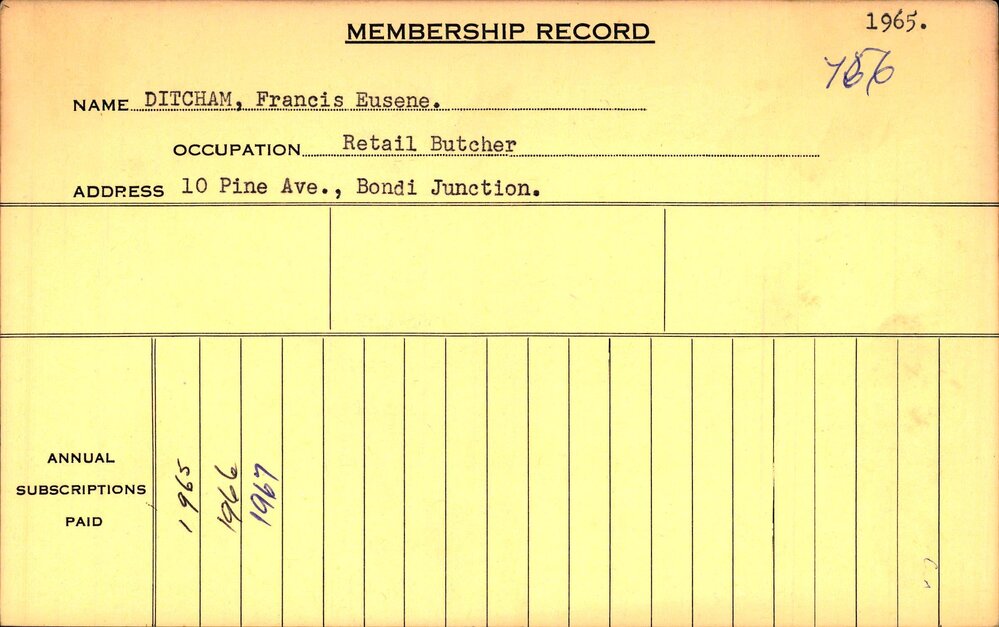 MEMBERSHIP RECORD
1965.
NAME DITCHAM, Francis Eusene.
OCCUPATION Retail Butcher
ADDRESS 10 Pine Ave., Bondi Junction.
ANNUAL
SUBSCRIPTIONS
PAID
1965
1966
1967